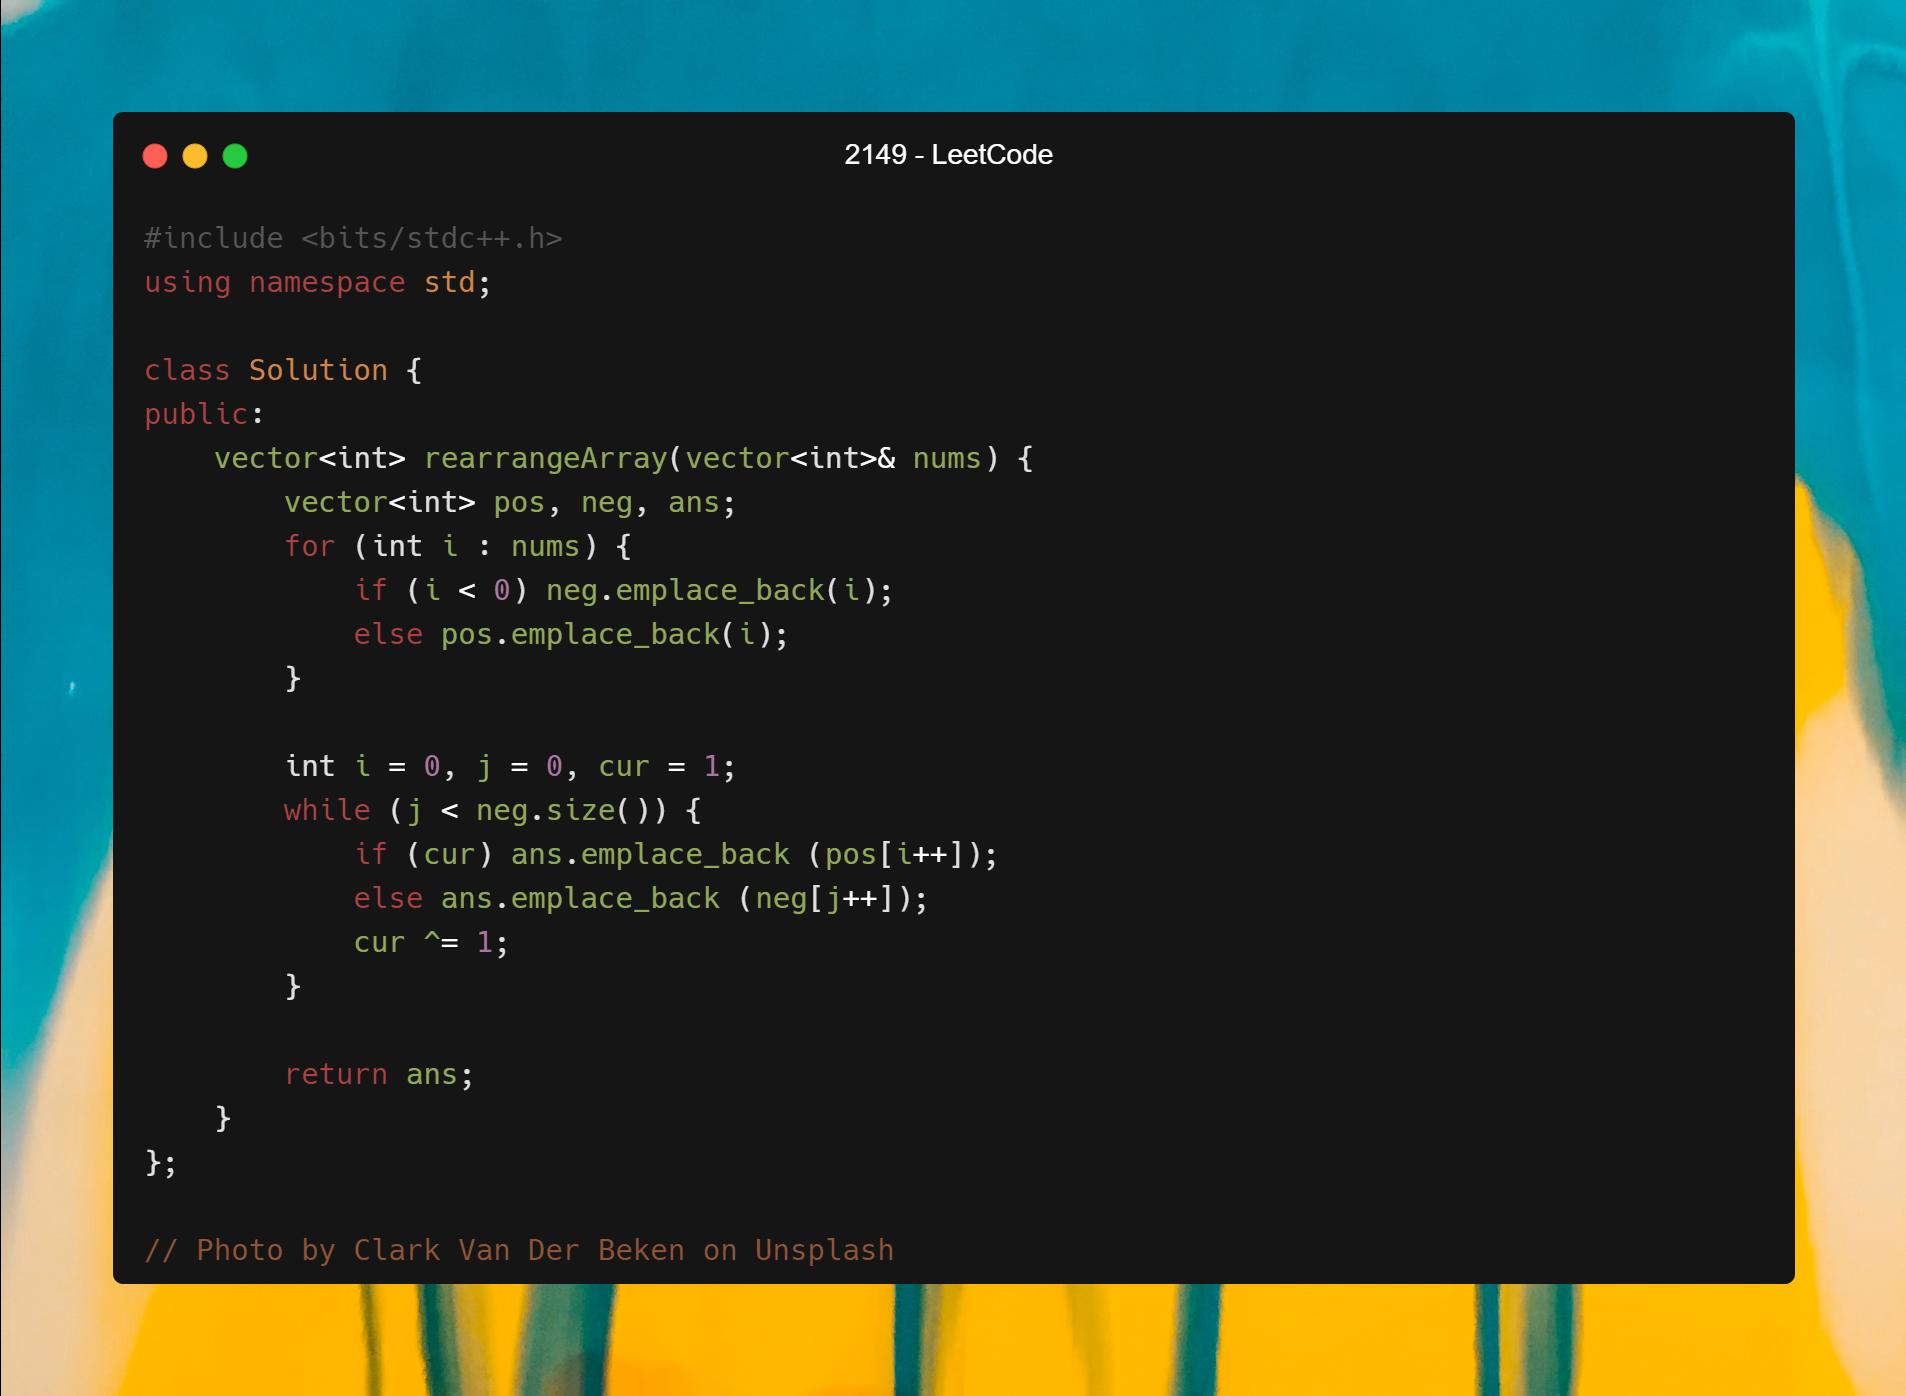 2149 - LeetCode
#include <bits/stdc++.h>
using namespace std;
class Solution {
public:
    vector<int> rearrangeArray(vector<int>& nums) {
        vector<int> pos, neg, ans;
        for (int i : nums) {
            if (i < 0) neg.emplace_back(i);
            else pos.emplace_back(i);
        }
        int i = 0, j = 0, cur = 1;
        while (j < neg.size()) {
            if (cur) ans.emplace_back (pos[i++]);
            else ans.emplace_back (neg[j++]);
            cur ^= 1;
        }
        return ans;
    }
};
// Photo by Clark Van Der Beken on Unsplash